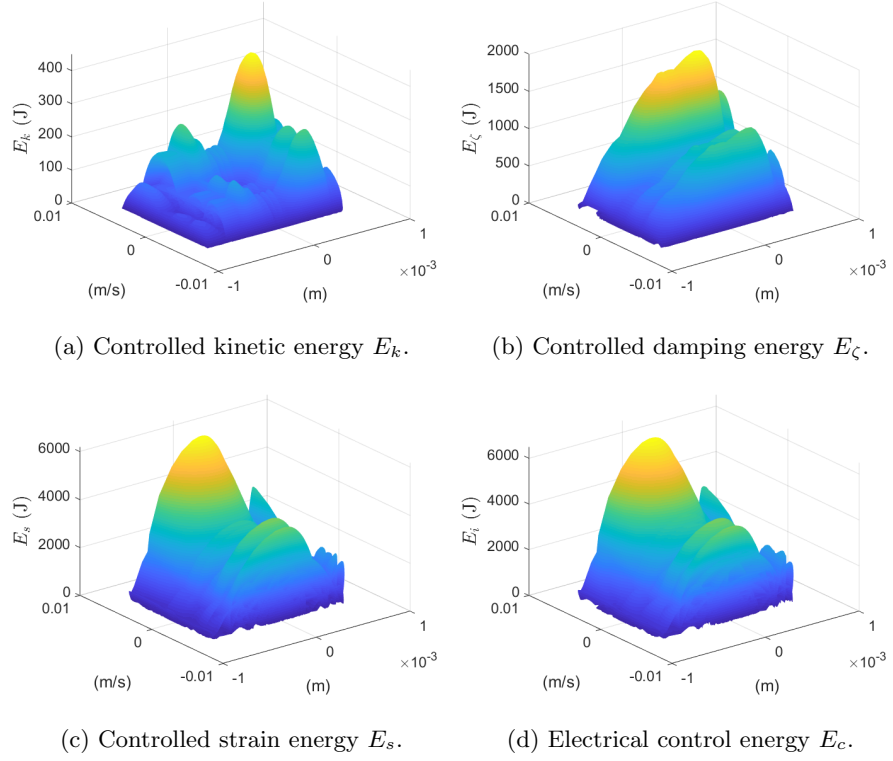 400
300
200
100
0
E_k (J)
0.01
0
-0.01
(m/s)
-1
0
1
×10^-3
(m)
(a) Controlled kinetic energy E_k.
2000
1500
1000
500
0
E_ζ (J)
0.01
0
-0.01
(m/s)
-1
0
1
×10^-3
(m)
(b) Controlled damping energy E_ζ.
6000
4000
2000
0
E_s (J)
0.01
0
-0.01
(m/s)
-1
0
1
×10^-3
(m)
(c) Controlled strain energy E_s.
6000
4000
2000
0
E_i (J)
0.01
0
-0.01
(m/s)
-1
0
1
×10^-3
(m)
(d) Electrical control energy E_c.